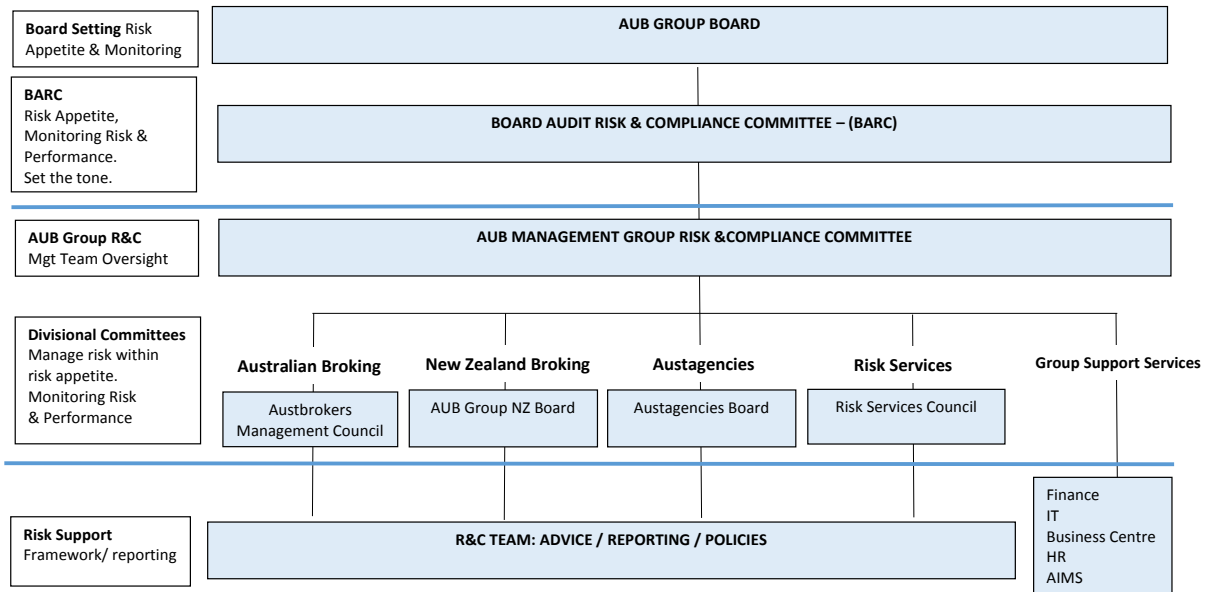 Board Setting Risk
Appetite & Monitoring
AUB GROUP BOARD
BARC
Risk Appetite,
Monitoring Risk &
Performance.
Set the tone.
BOARD AUDIT RISK & COMPLIANCE COMMITTEE – (BARC)
AUB Group R&C
Mgt Team Oversight
AUB MANAGEMENT GROUP RISK &COMPLIANCE COMMITTEE
Divisional Committees
Manage risk within
risk appetite.
Monitoring Risk
& Performance
Australian Broking
Austbrokers
Management Council
New Zealand Broking
AUB Group NZ Board
Austagencies
Austagencies Board
Risk Services
Risk Services Council
Group Support Services
Finance
IT
Business Centre
HR
AIMS
Risk Support
Framework/ reporting
R&C TEAM: ADVICE / REPORTING / POLICIES